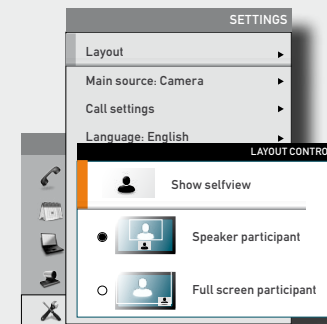 SETTINGS
Layout
Main source: Camera
Call settings
Language: English
LAYOUT CONTRO
Show selfview
Speaker participant
Full screen participant